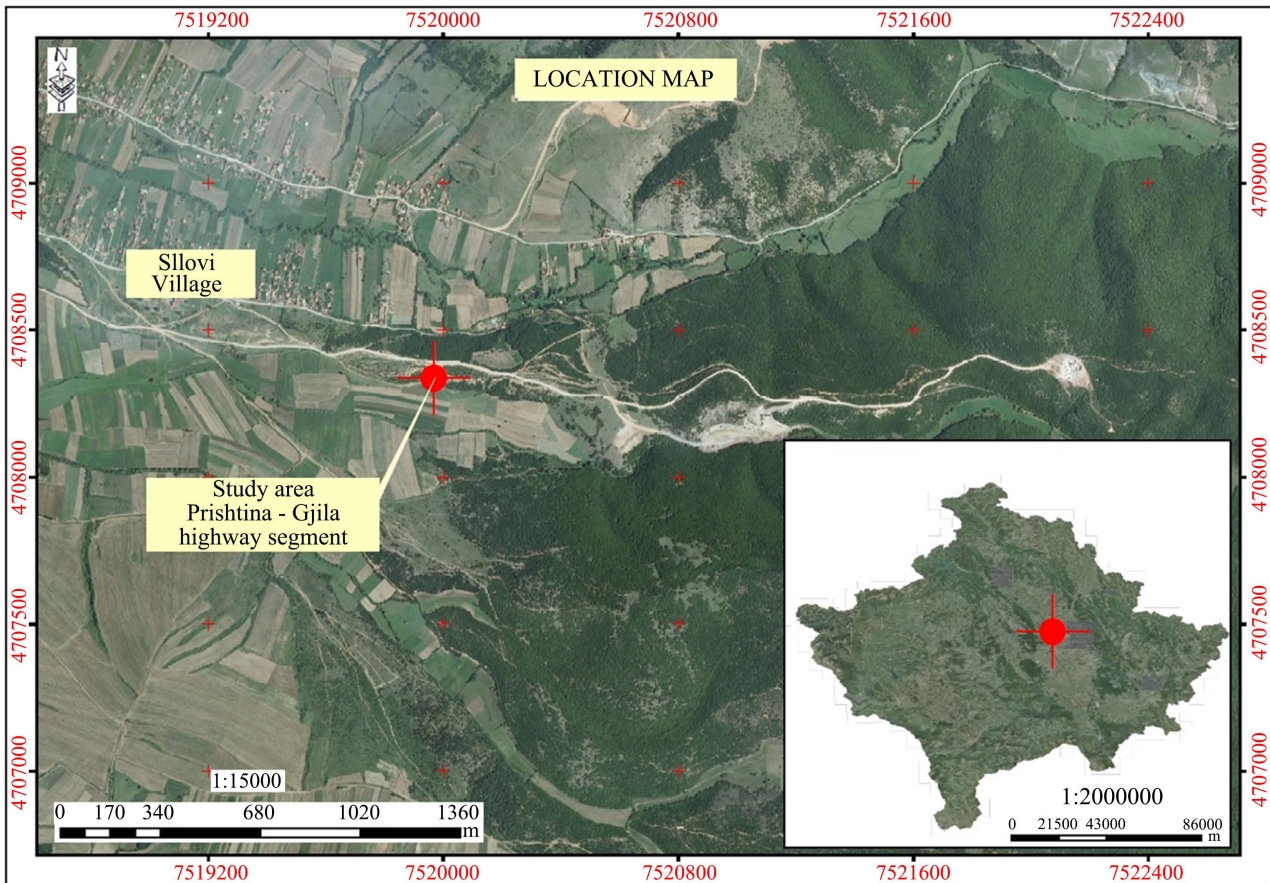 7519200 7520000 7520800 7521600 7522400
N
LOCATION MAP
4709000 4709000
Sllovi
Village
4708500 4708500
4708000 4708000
Study area
Prishtina - Gjila
highway segment
4707500 4707500
4707000 4707000
1:15000
0 170 340 680 1020 1360
m
1:2000000
0 21500 43000 86000
m
7519200 7520000 7520800 7521600 7522400